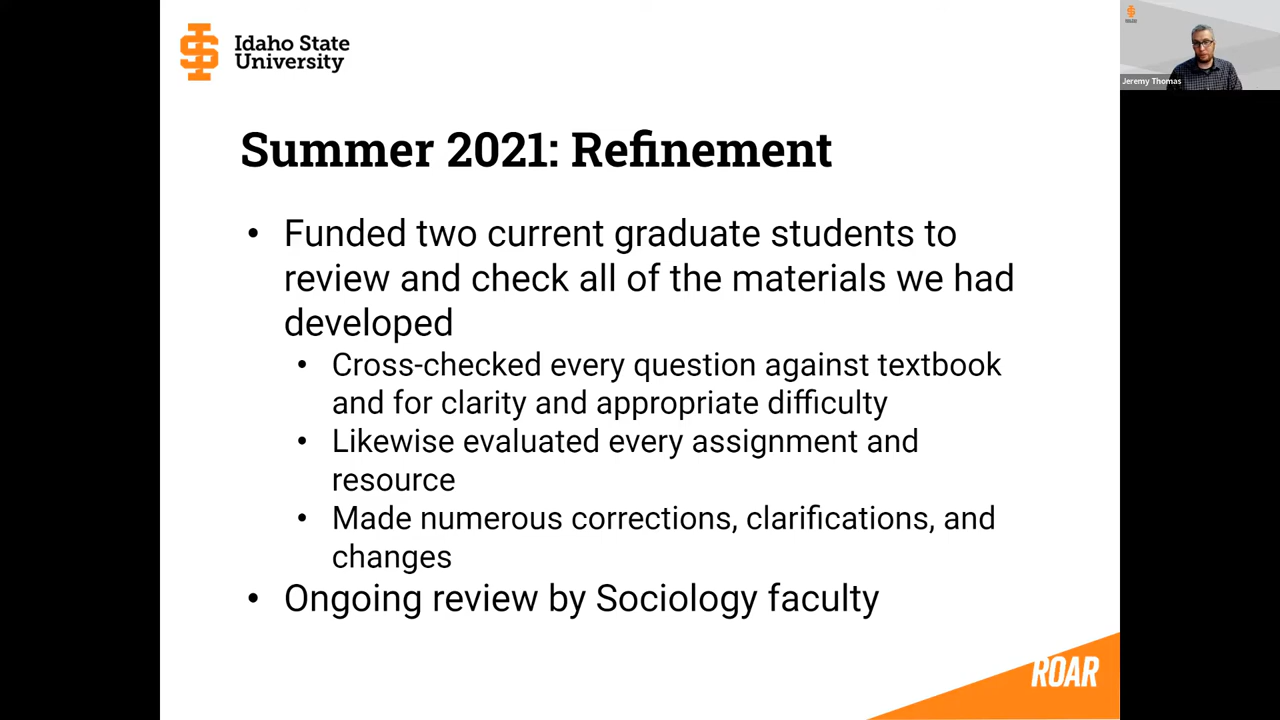 Idaho State
University
Jeremy Thomas
Summer 2021: Refinement
• Funded two current graduate students to
review and check all of the materials we had
developed
• Cross-checked every question against textbook
and for clarity and appropriate difficulty
• Likewise evaluated every assignment and
resource
• Made numerous corrections, clarifications, and
changes
• Ongoing review by Sociology faculty
ROAR